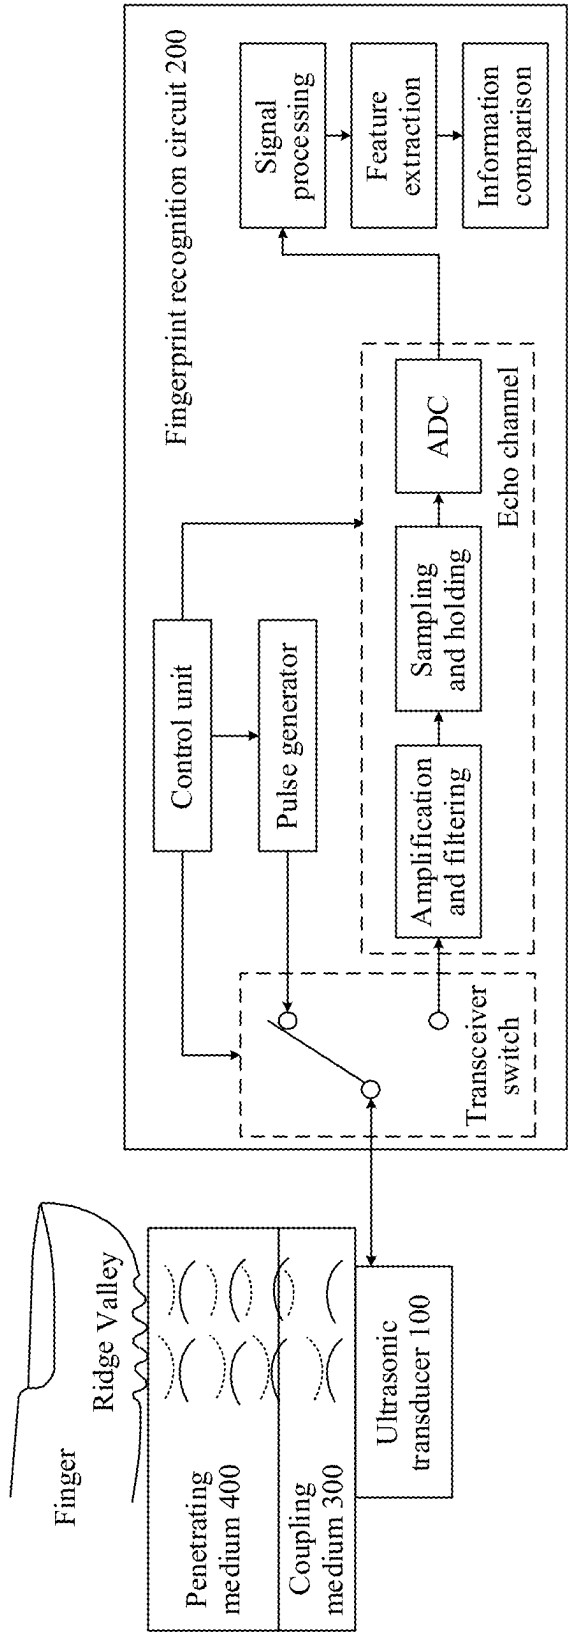 Finger
Ridge Valley
Penetrating
medium 400
Coupling
medium 300
Ultrasonic
transducer 100
Fingerprint recognition circuit 200
Control unit
Pulse generator
Transceiver
switch
Amplification
and filtering
Sampling
and holding
ADC
Echo channel
Signal
processing
Feature
extraction
Information
comparison